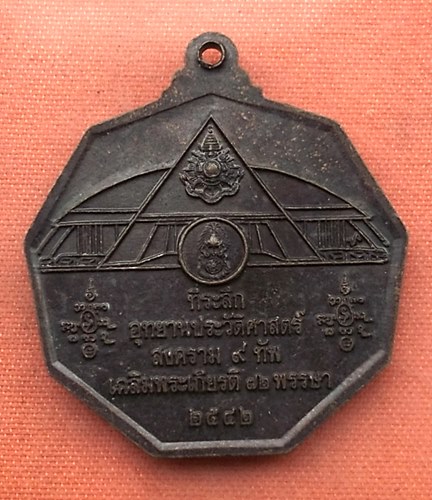 ที่ระลึก
อุทยานประวัติศาสตร์
สงคราม ๙ ทัพ
เฉลิมพระเกียรติ ๗๒ พรรษา
๒๕๔๒